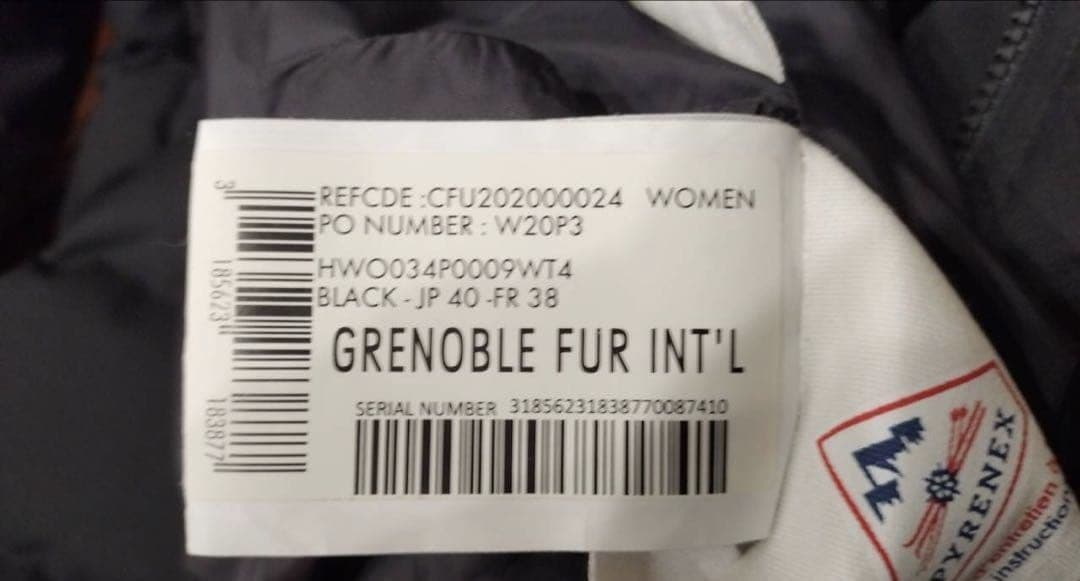 REFCDE :CFU202000024 WOMEN
PO NUMBER : W20P3
HWO034P0009WT4
BLACK - JP 40 -FR 38
GRENOBLE FUR INT'L
SERIAL NUMBER 31856231838770087410
3 185623 183877
PYRENEX